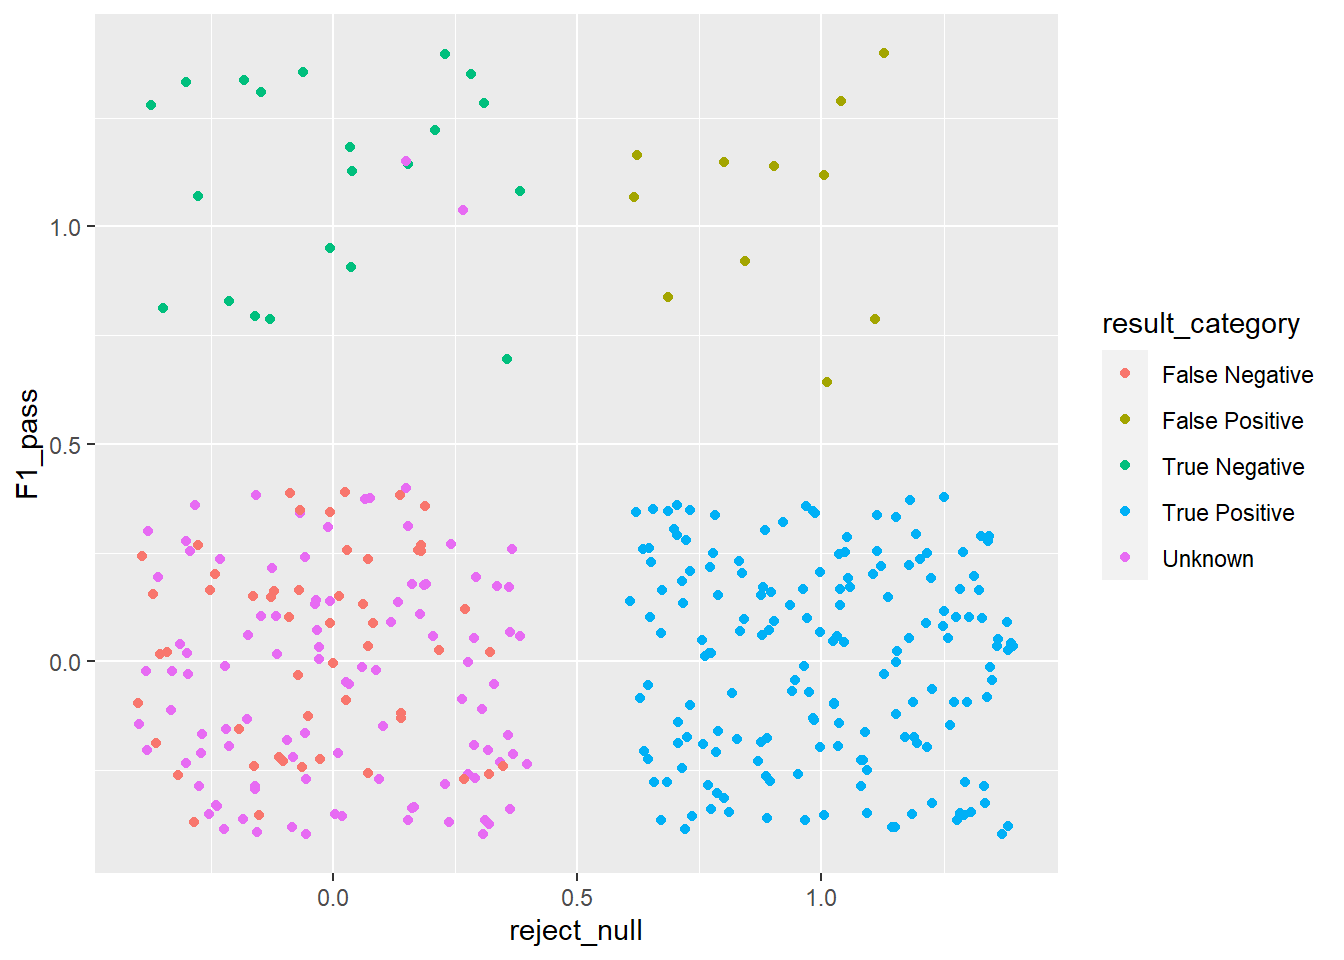 1.0
0.5
0.0
F1_pass
0.0
0.5
1.0
reject_null
result_category
False Negative
False Positive
True Negative
True Positive
Unknown